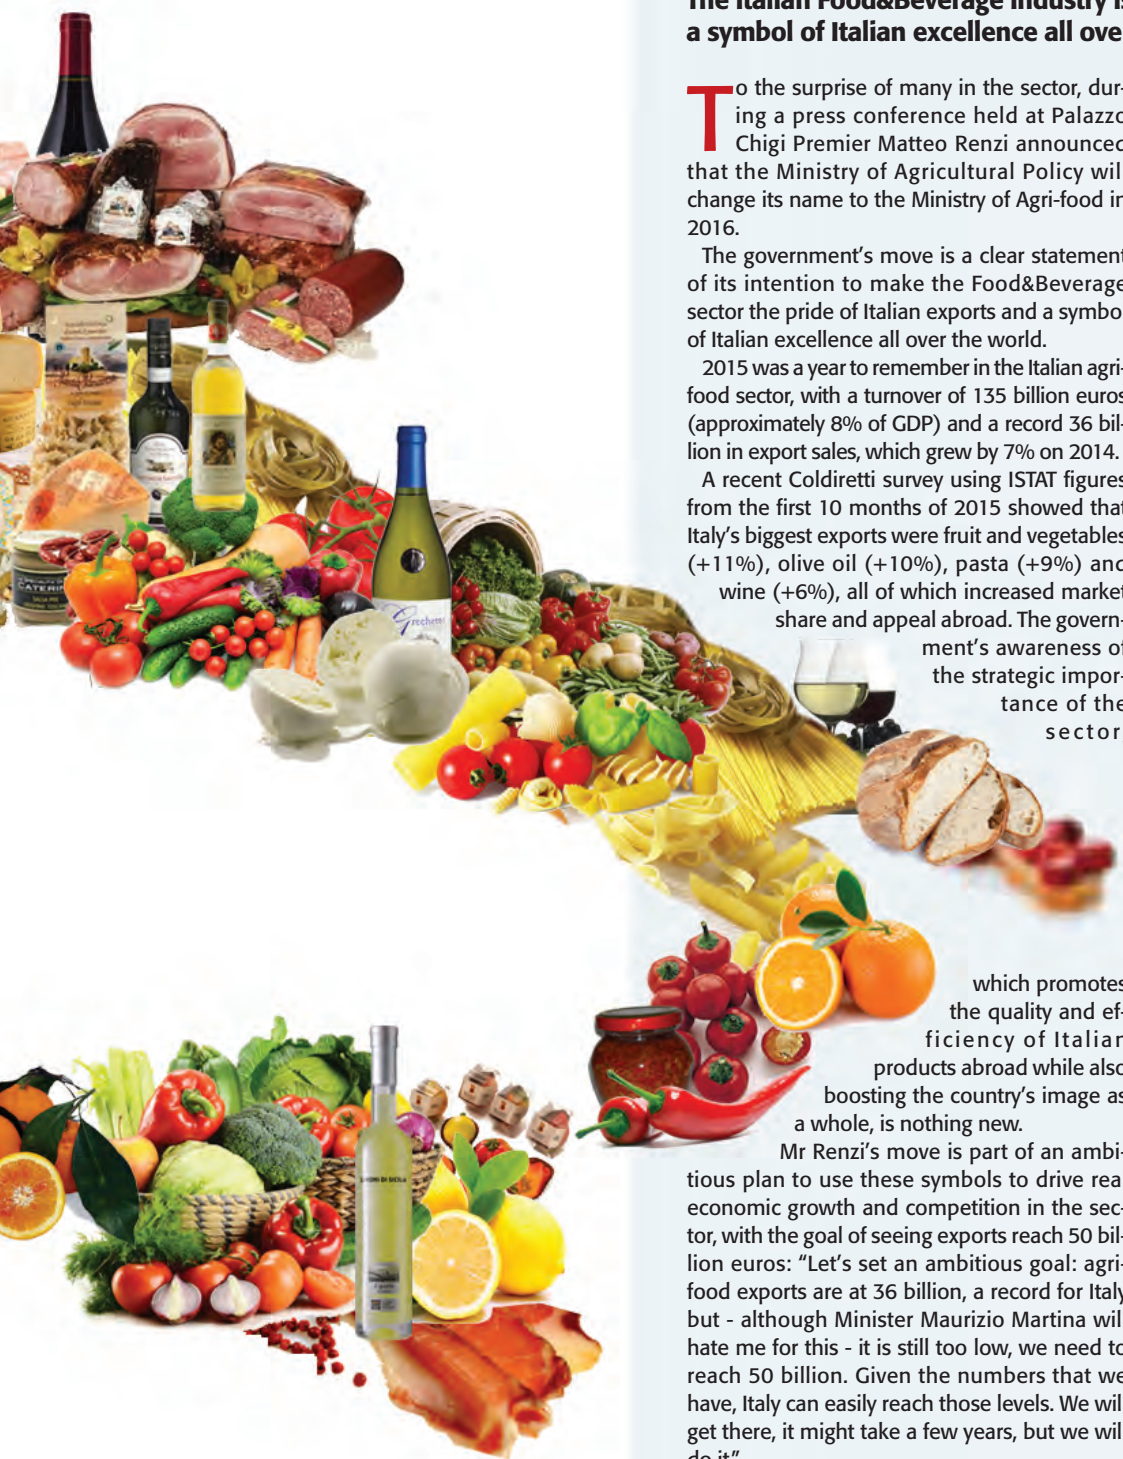 The Italian Food&Beverage industry is
a symbol of Italian excellence all ove
To the surprise of many in the sector, dur-
ing a press conference held at Palazzo
Chigi Premier Matteo Renzi announced
that the Ministry of Agricultural Policy wil
change its name to the Ministry of Agri-food in
2016.
The government's move is a clear statement
of its intention to make the Food&Beverage
sector the pride of Italian exports and a symbo
of Italian excellence all over the world.
2015 was a year to remember in the Italian agri-
food sector, with a turnover of 135 billion euros
(approximately 8% of GDP) and a record 36 bil-
lion in export sales, which grew by 7% on 2014.
A recent Coldiretti survey using ISTAT figures
from the first 10 months of 2015 showed that
Italy's biggest exports were fruit and vegetables
(+11%), olive oil (+10%), pasta (+9%) and
wine (+6%), all of which increased market
share and appeal abroad. The govern-
ment's awareness of
the strategic impor-
tance of the
sector
which promotes
the quality and ef-
ficiency of Italian
products abroad while also
boosting the country's image as
a whole, is nothing new.
Mr Renzi's move is part of an ambi-
tious plan to use these symbols to drive rea
economic growth and competition in the sec-
tor, with the goal of seeing exports reach 50 bil-
lion euros: "Let's set an ambitious goal: agri-
food exports are at 36 billion, a record for Italy
but - although Minister Maurizio Martina wil
hate me for this - it is still too low, we need to
reach 50 billion. Given the numbers that we
have, Italy can easily reach those levels. We wil
get there, it might take a few years, but we wil
do it"
CATERIN
Grechetto
LIMONI DI SICILIA